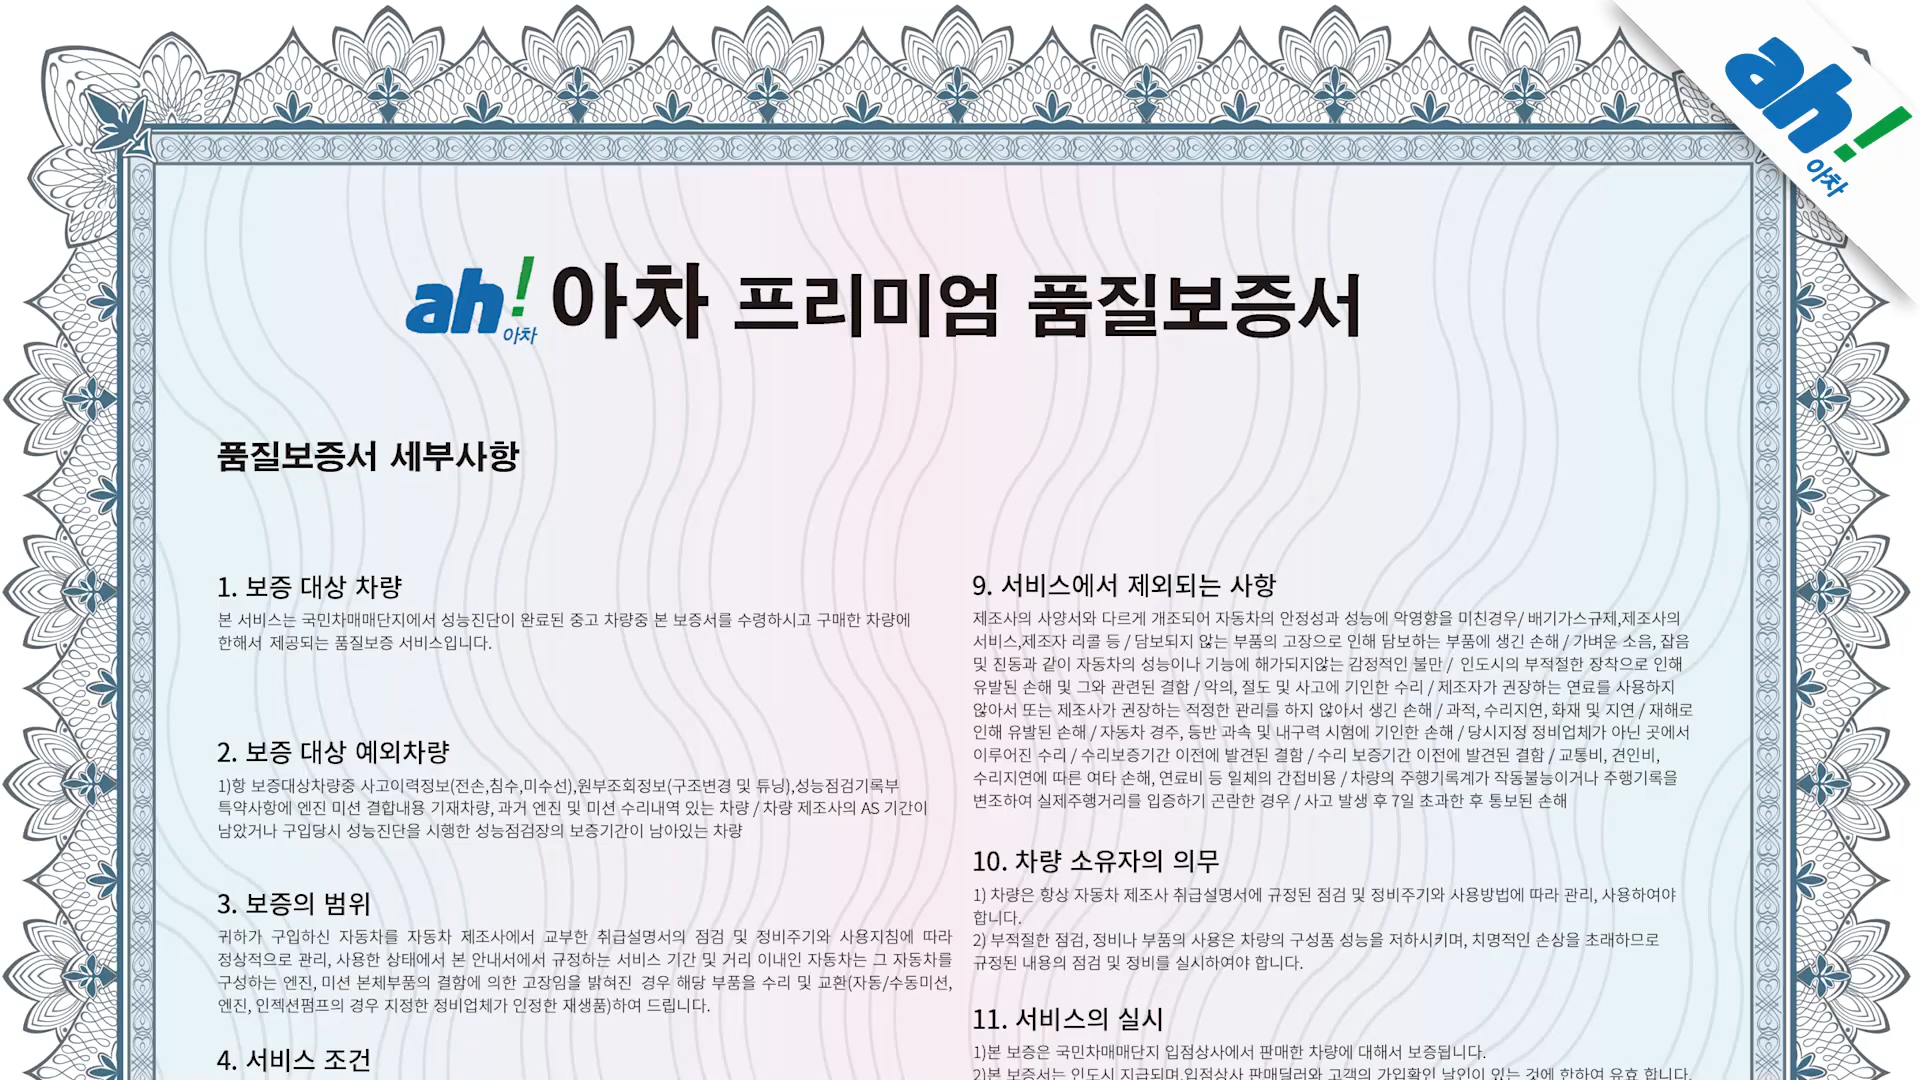 ah!
아차
ah!
아차
아차 프리미엄 품질보증서
품질보증서 세부사항
1. 보증 대상 차량
본 서비스는 국민차매매단지에서 성능진단이 완료된 중고 차량중 본 보증서를 수령하시고 구매한 차량에
한해서 제공되는 품질보증 서비스입니다.
2. 보증 대상 예외차량
1)항 보증대상차량중 사고이력정보(전손,침수,미수선),원부조회정보(구조변경 및 튜닝),성능점검기록부
특약사항에 엔진 미션 결합내용 기재차량, 과거 엔진 및 미션 수리내역 있는 차량 / 차량 제조사의 AS 기간이
남았거나 구입당시 성능진단을 시행한 성능점검장의 보증기간이 남아있는 차량
3. 보증의 범위
귀하가 구입하신 자동차를 자동차 제조사에서 교부한 취급설명서의 점검 및 정비주기와 사용지침에 따라
정상적으로 관리, 사용한 상태에서 본 안내서에서 규정하는 서비스 기간 및 거리 이내인 자동차는 그 자동차를
구성하는 엔진, 미션 본체부품의 결함에 의한 고장임을 밝혀진 경우 해당 부품을 수리 및 교환(자동/수동미션,
엔진, 인젝션펌프의 경우 지정한 정비업체가 인정한 재생품)하여 드립니다.
4. 서비스 조건
9. 서비스에서 제외되는 사항
제조사의 사양서와 다르게 개조되어 자동차의 안정성과 성능에 악영향을 미친경우/ 배기가스규제,제조사의
서비스,제조자 리콜 등 / 담보되지 않는 부품의 고장으로 인해 담보하는 부품에 생긴 손해 / 가벼운 소음, 잡음
및 진동과 같이 자동차의 성능이나 기능에 해가되지않는 감정적인 불만 / 인도시의 부적절한 장착으로 인해
유발된 손해 및 그와 관련된 결함 / 악의, 절도 및 사고에 기인한 수리 / 제조자가 권장하는 연료를 사용하지
않아서 또는 제조사가 권장하는 적정한 관리를 하지 않아서 생긴 손해 / 과적, 수리지연, 화재 및 지연 / 재해로
인해 유발된 손해 / 자동차 경주, 등반 과속 및 내구력 시험에 기인한 손해 / 당시지정 정비업체가 아닌 곳에서
이루어진 수리 / 수리보증기간 이전에 발견된 결함 / 수리 보증기간 이전에 발견된 결함 / 교통비, 견인비,
수리지연에 따른 여타 손해, 연료비 등 일체의 간접비용 / 차량의 주행기록계가 작동불능이거나 주행기록을
변조하여 실제주행거리를 입증하기 곤란한 경우 / 사고 발생 후 7일 초과한 후 통보된 손해
10. 차량 소유자의 의무
1) 차량은 항상 자동차 제조사 취급설명서에 규정된 점검 및 정비주기와 사용방법에 따라 관리, 사용하여야
합니다.
2) 부적절한 점검, 정비나 부품의 사용은 차량의 구성품 성능을 저하시키며, 치명적인 손상을 초래하므로
규정된 내용의 점검 및 정비를 실시하여야 합니다.
11. 서비스의 실시
1)본 보증은 국민차매매단지 입점상사에서 판매한 차량에 대해서 보증됩니다.
2)본 보증서는 인도시 지급되며,입점상사 판매딜러와 고객의 가입확인 날인이 있는 것에 한하여 유효 합니다.